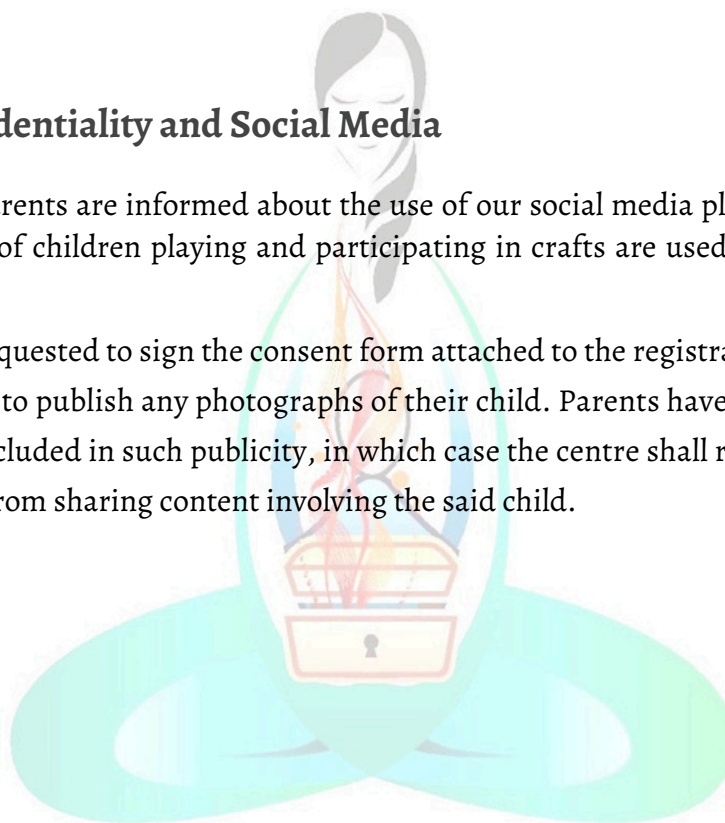 dentiality and Social Media
rents are informed about the use of our social media pl
of children playing and participating in crafts are used
quested to sign the consent form attached to the registra
to publish any photographs of their child. Parents have
cluded in such publicity, in which case the centre shall r
rom sharing content involving the said child.